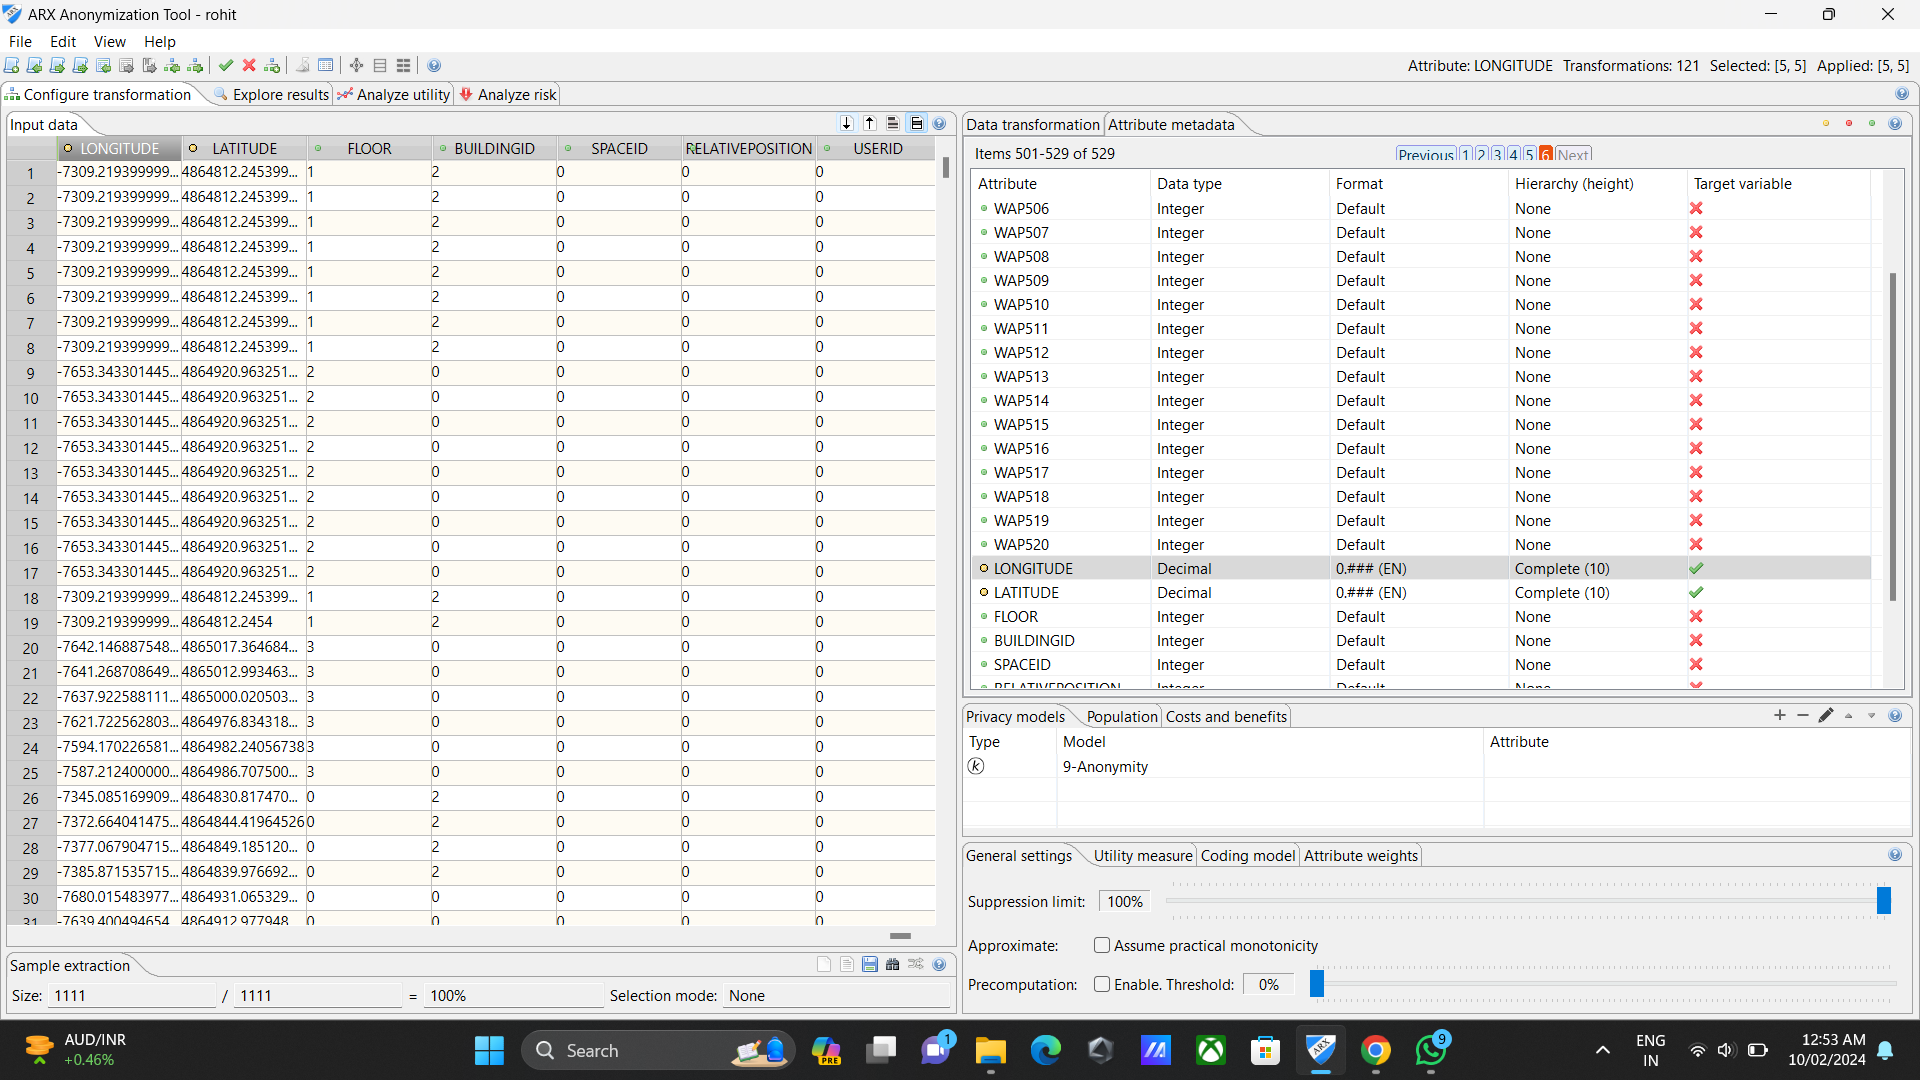 ARX Anonymization Tool - rohit
File Edit View Help
Attribute: LONGITUDE Transformations: 121 Selected: [5, 5] Applied: [5, 5]
Configure transformation Explore results Analyze utility Analyze risk
Input data
LONGITUDE LATITUDE FLOOR BUILDINGID SPACEID RELATIVEPOSITION USERID
1 -7309.219399999... 4864812.245399... 1 2 0 0 0
2 -7309.219399999... 4864812.245399... 1 2 0 0 0
3 -7309.219399999... 4864812.245399... 1 2 0 0 0
4 -7309.219399999... 4864812.245399... 1 2 0 0 0
5 -7309.219399999... 4864812.245399... 1 2 0 0 0
6 -7309.219399999... 4864812.245399... 1 2 0 0 0
7 -7309.219399999... 4864812.245399... 1 2 0 0 0
8 -7309.219399999... 4864812.245399... 1 2 0 0 0
9 -7653.343301445... 4864920.963251... 2 0 0 0 0
10 -7653.343301445... 4864920.963251... 2 0 0 0 0
11 -7653.343301445... 4864920.963251... 2 0 0 0 0
12 -7653.343301445... 4864920.963251... 2 0 0 0 0
13 -7653.343301445... 4864920.963251... 2 0 0 0 0
14 -7653.343301445... 4864920.963251... 2 0 0 0 0
15 -7653.343301445... 4864920.963251... 2 0 0 0 0
16 -7653.343301445... 4864920.963251... 2 0 0 0 0
17 -7653.343301445... 4864920.963251... 2 0 0 0 0
18 -7309.219399999... 4864812.245399... 1 2 0 0 0
19 -7309.219399999... 4864812.2454 1 2 0 0 0
20 -7642.146887548... 4865017.364684... 3 0 0 0 0
21 -7641.268708649... 4865012.993463... 3 0 0 0 0
22 -7637.922588111... 4865000.020503... 3 0 0 0 0
23 -7621.722562803... 4864976.834318... 3 0 0 0 0
24 -7594.170226581... 4864982.24056738 3 0 0 0 0
25 -7587.212400000... 4864986.707500... 3 0 0 0 0
26 -7345.085169909... 4864830.817470... 0 2 0 0 0
27 -7372.664041475... 4864844.41964526 0 2 0 0 0
28 -7377.067904715... 4864849.185120... 0 2 0 0 0
29 -7385.871535715... 4864839.976692... 0 2 0 0 0
30 -7680.015483977... 4864931.065329... 0 0 0 0 0
31 -7639.400494654 4864912.977948 0 0 0 0 0
Sample extraction
Size: 1111 / 1111 = 100% Selection mode: None
Data transformation Attribute metadata
Items 501-529 of 529 Previous 1 2 3 4 5 6 Next
Attribute Data type Format Hierarchy (height) Target variable
WAP506 Integer Default None
WAP507 Integer Default None
WAP508 Integer Default None
WAP509 Integer Default None
WAP510 Integer Default None
WAP511 Integer Default None
WAP512 Integer Default None
WAP513 Integer Default None
WAP514 Integer Default None
WAP515 Integer Default None
WAP516 Integer Default None
WAP517 Integer Default None
WAP518 Integer Default None
WAP519 Integer Default None
WAP520 Integer Default None
LONGITUDE Decimal 0.### (EN) Complete (10)
LATITUDE Decimal 0.### (EN) Complete (10)
FLOOR Integer Default None
BUILDINGID Integer Default None
SPACEID Integer Default None
RELATIVEPOSITION Integer Default None
Privacy models Population Costs and benefits
Type Model Attribute
k 9-Anonymity
General settings Utility measure Coding model Attribute weights
Suppression limit: 100%
Approximate: Assume practical monotonicity
Precomputation: Enable. Threshold: 0%
AUD/INR
+0.46%
Search
PRE
1
ARX
9
ENG
IN
12:53 AM
10/02/2024